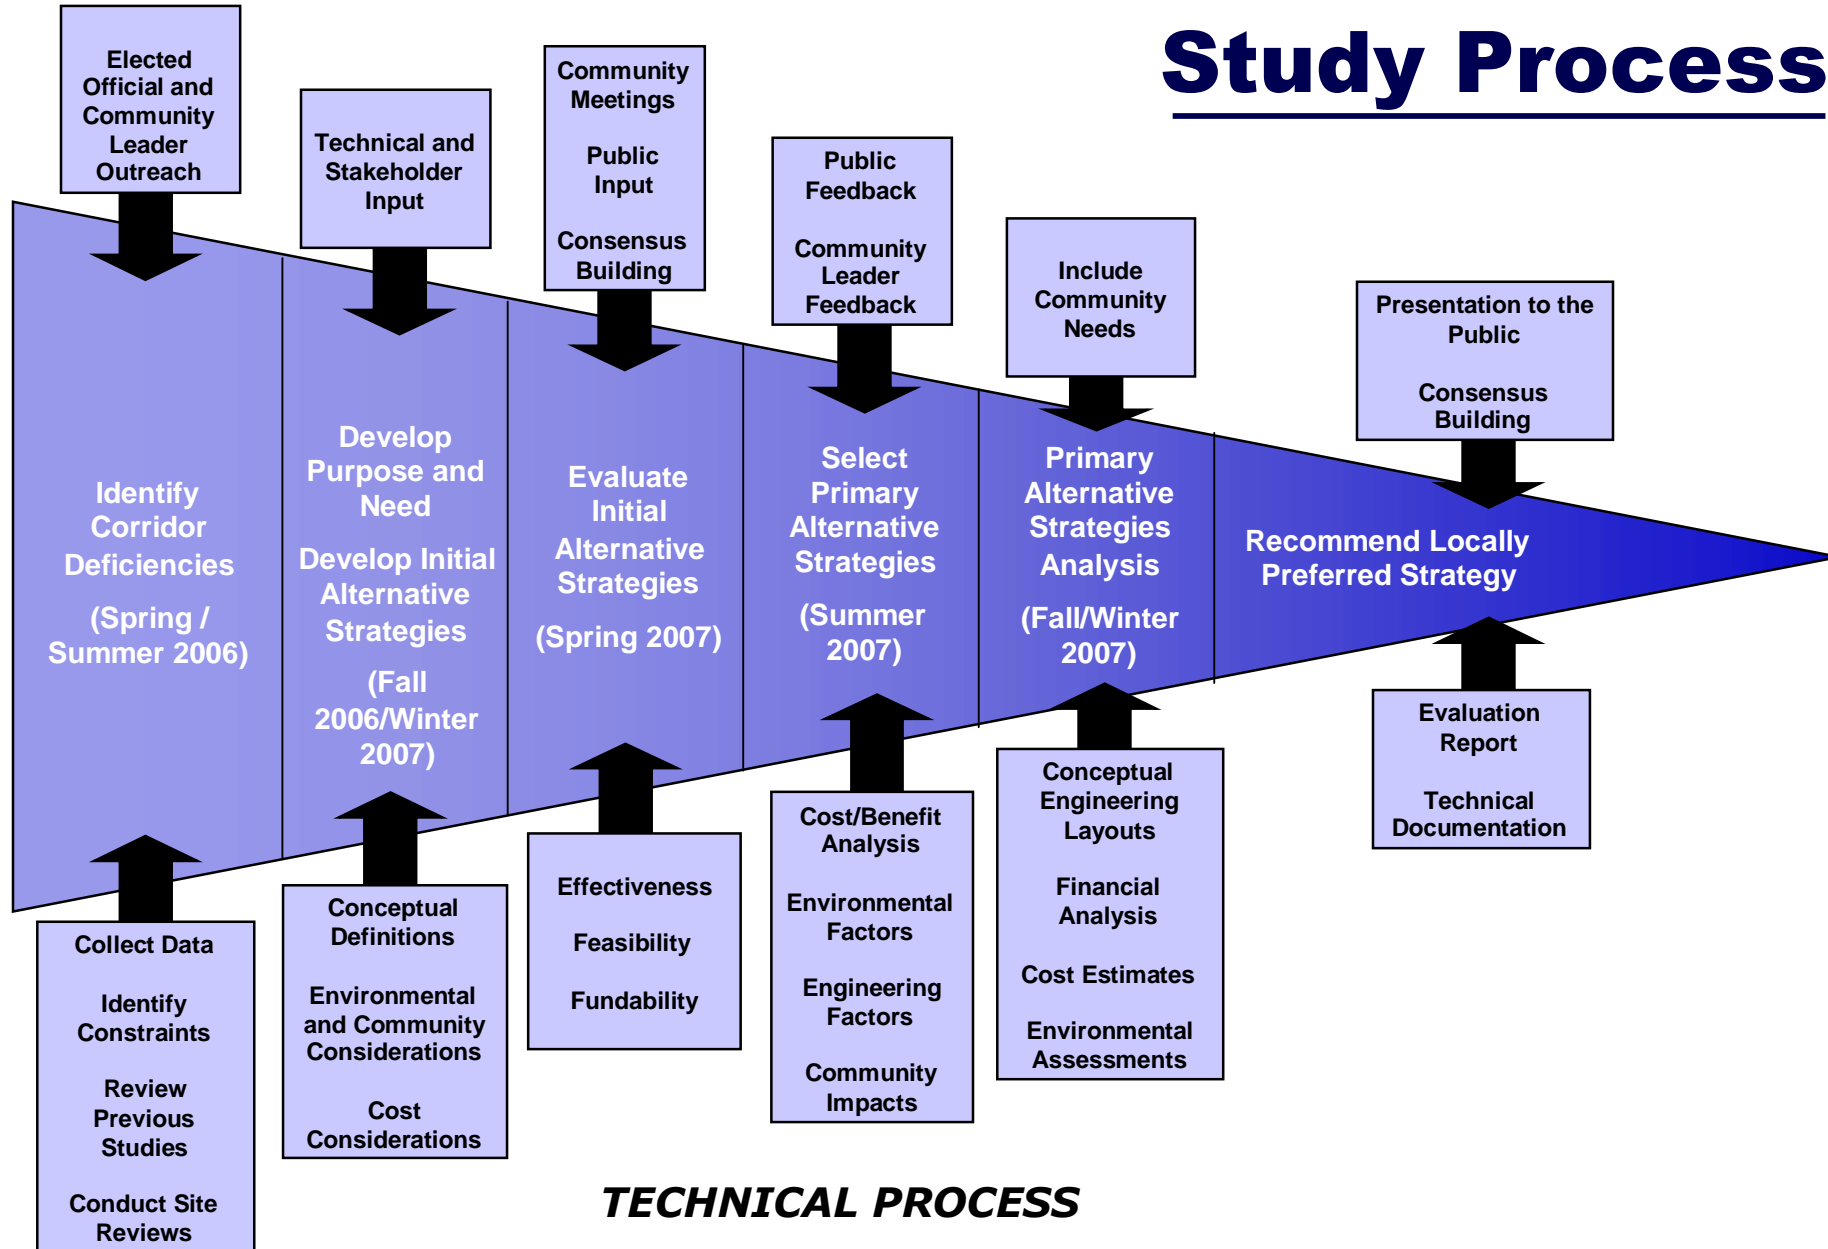 Study Process
Elected
Official and
Community
Leader
Outreach
Technical and
Stakeholder
Input
Community
Meetings
Public
Input
Consensus
Building
Public
Feedback
Community
Leader
Feedback
Include
Community
Needs
Presentation to the
Public
Consensus
Building
Identify
Corridor
Deficiencies
(Spring /
Summer 2006)
Develop
Purpose and
Need
Develop Initial
Alternative
Strategies
(Fall
2006/Winter
2007)
Evaluate
Initial
Alternative
Strategies
(Spring 2007)
Select
Primary
Alternative
Strategies
(Summer
2007)
Primary
Alternative
Strategies
Analysis
(Fall/Winter
2007)
Recommend Locally
Preferred Strategy
Collect Data
Identify
Constraints
Review
Previous
Studies
Conduct Site
Reviews
Conceptual
Definitions
Environmental
and Community
Considerations
Cost
Considerations
Effectiveness
Feasibility
Fundability
Cost/Benefit
Analysis
Environmental
Factors
Engineering
Factors
Community
Impacts
Conceptual
Engineering
Layouts
Financial
Analysis
Cost Estimates
Environmental
Assessments
Evaluation
Report
Technical
Documentation
TECHNICAL PROCESS